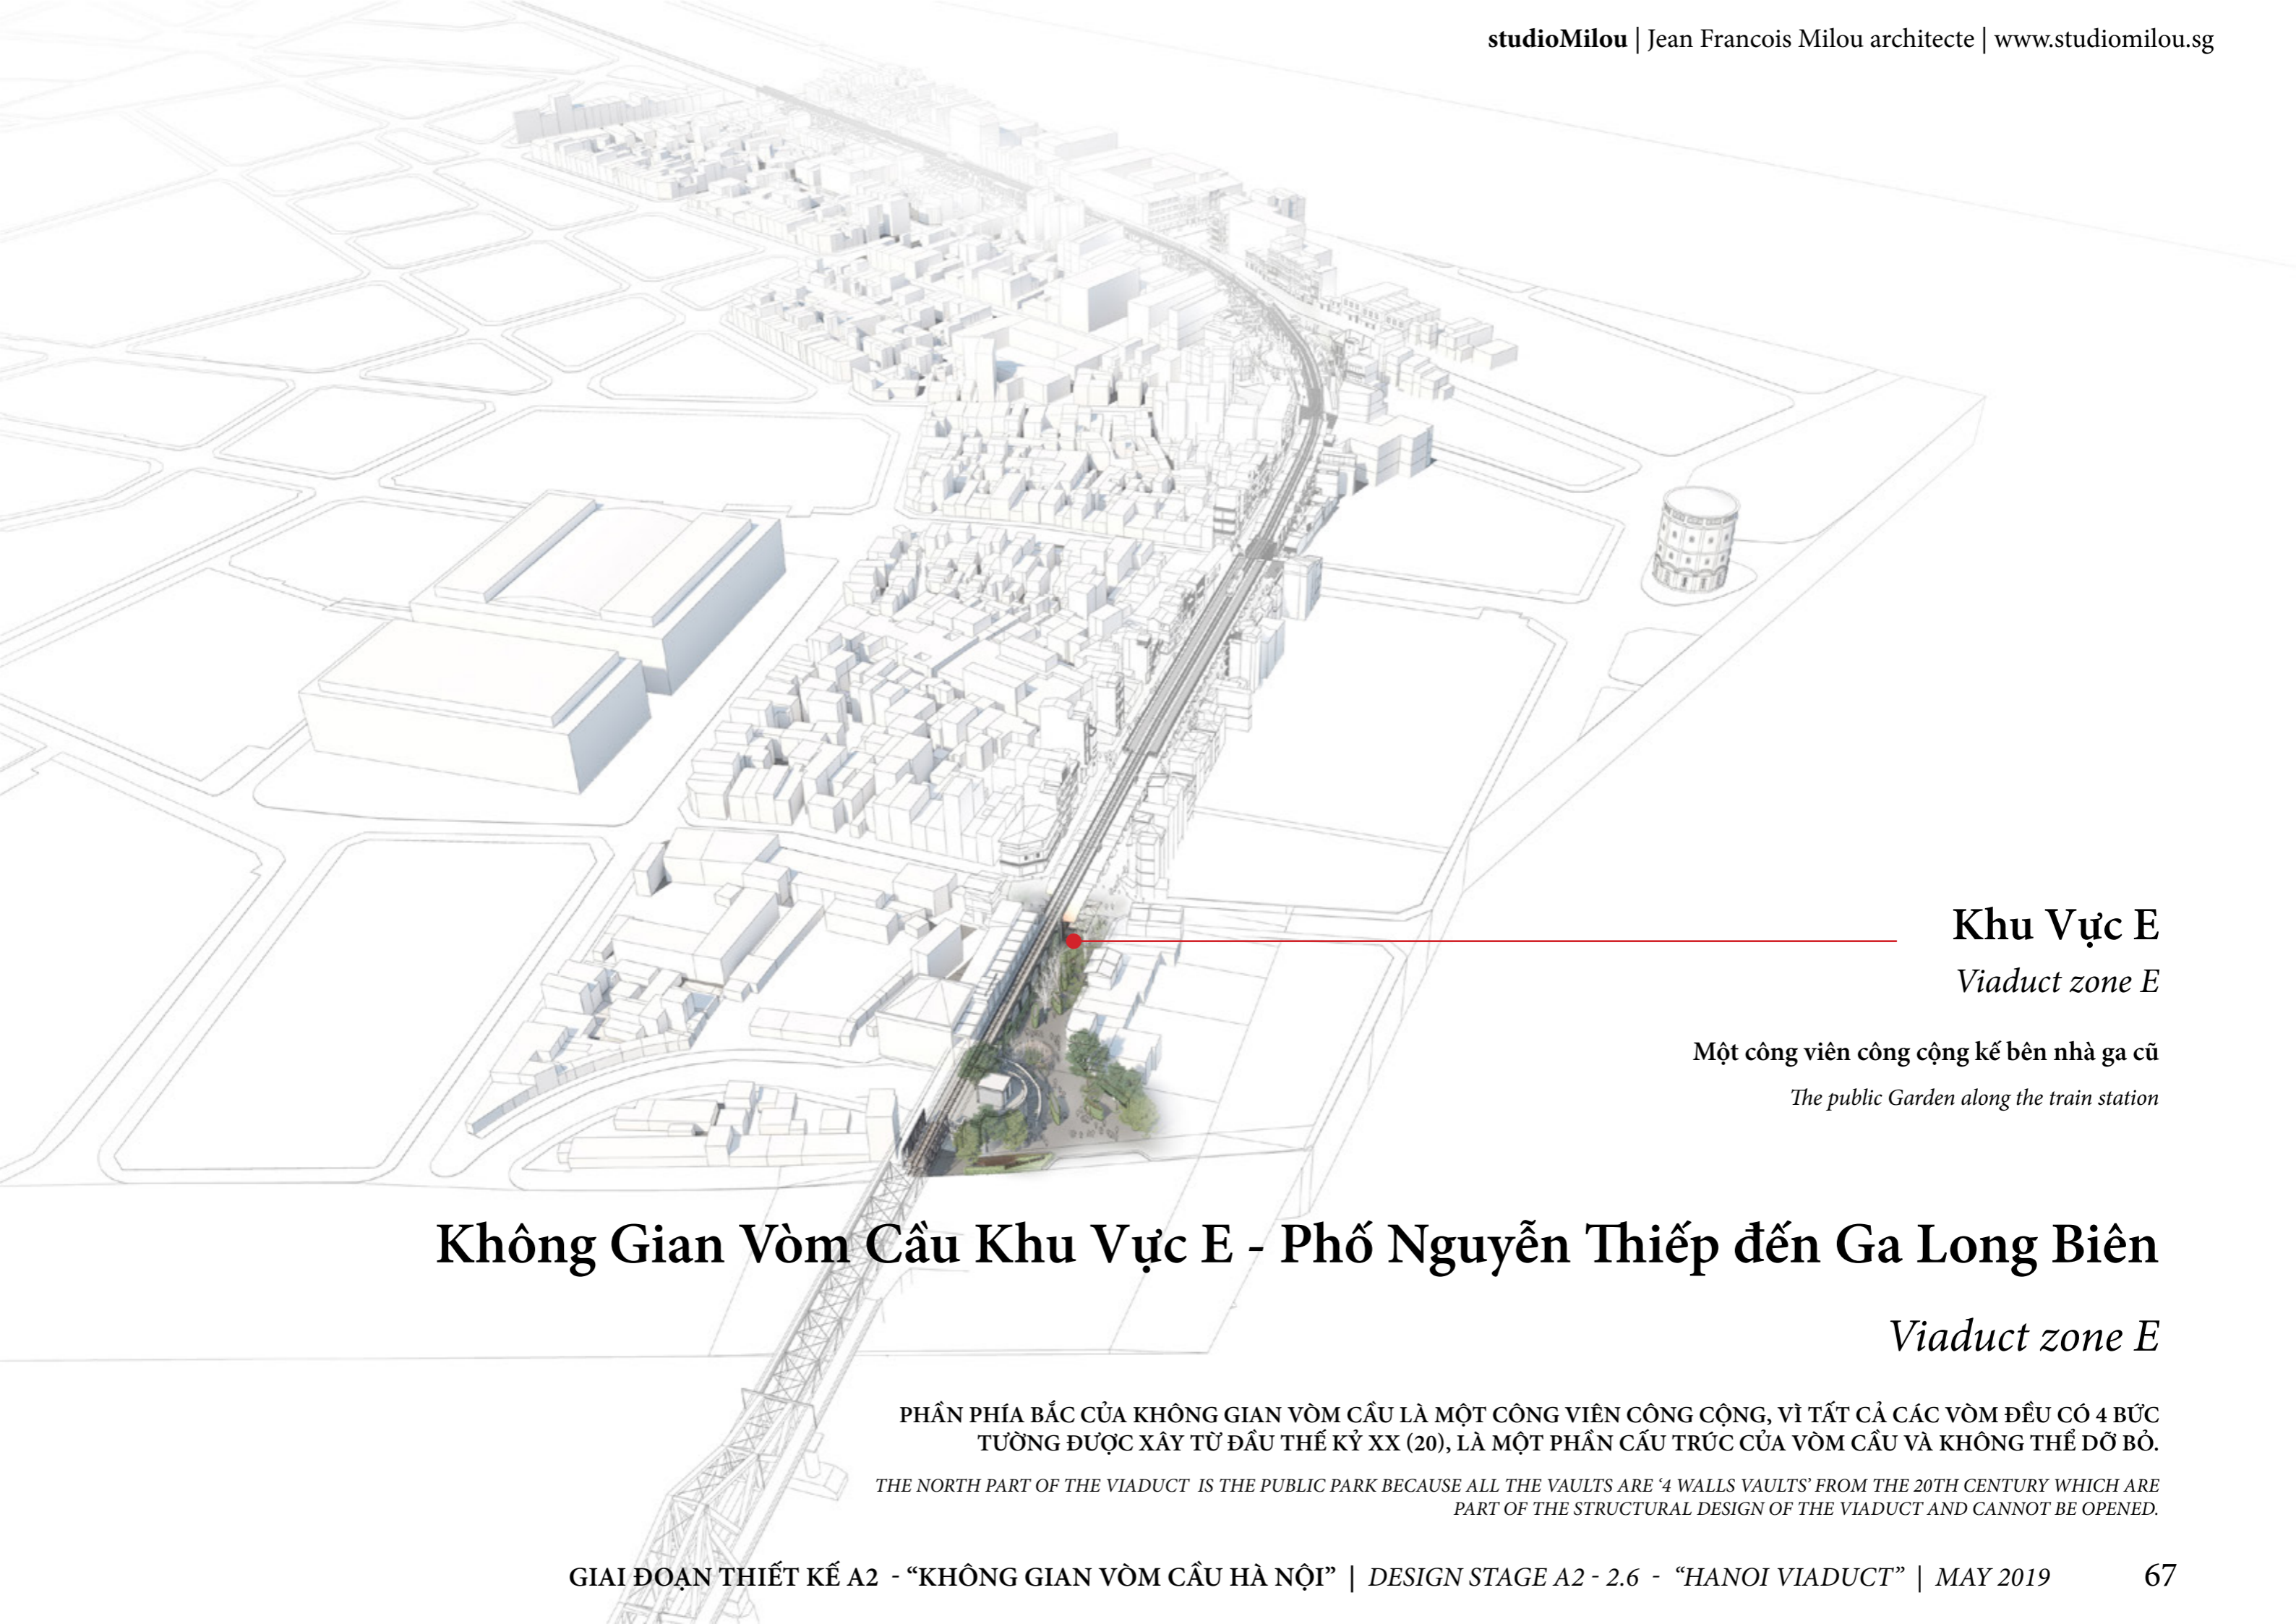 studioMilou | Jean Francois Milou architecte | www.studiomilou.sg
Khu Vực E
Viaduct zone E
Một công viên công cộng kế bên nhà ga cũ
The public Garden along the train station
Không Gian Vòm Cầu Khu Vực E - Phố Nguyễn Thiếp đến Ga Long Biên
Viaduct zone E
PHẦN PHÍA BẮC CỦA KHÔNG GIAN VÒM CẦU LÀ MỘT CÔNG VIÊN CÔNG CỘNG, VÌ TẤT CẢ CÁC VÒM ĐỀU CÓ 4 BỨC
TƯỜNG ĐƯỢC XÂY TỪ ĐẦU THẾ KỶ XX (20), LÀ MỘT PHẦN CẤU TRÚC CỦA VÒM CẦU VÀ KHÔNG THỂ DỠ BỎ.
THE NORTH PART OF THE VIADUCT IS THE PUBLIC PARK BECAUSE ALL THE VAULTS ARE ‘4 WALLS VAULTS’ FROM THE 20TH CENTURY WHICH ARE
PART OF THE STRUCTURAL DESIGN OF THE VIADUCT AND CANNOT BE OPENED.
GIAI ĐOẠN THIẾT KẾ A2 - “KHÔNG GIAN VÒM CẦU HÀ NỘI” | DESIGN STAGE A2 - 2.6 - “HANOI VIADUCT” | MAY 2019 67